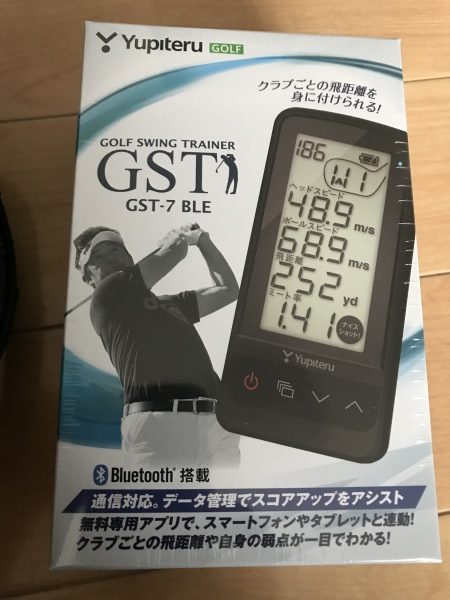 Yupiteru GOLF
クラブごとの飛距離を
身に付けられる!
GOLF SWING TRAINER
GST
GST-7 BLE
186
W1
ヘッドスピード
48.9 m/s
ボールスピード
68.9 m/s
飛距離
252 yd
ミート率
1.41 ナイス
ショット!
Yupiteru
Bluetooth® 搭載
通信対応。データ管理でスコアアップをアシスト
無料専用アプリで、スマートフォンやタブレットと連動!
クラブごとの飛距離や自身の弱点が一目でわかる!